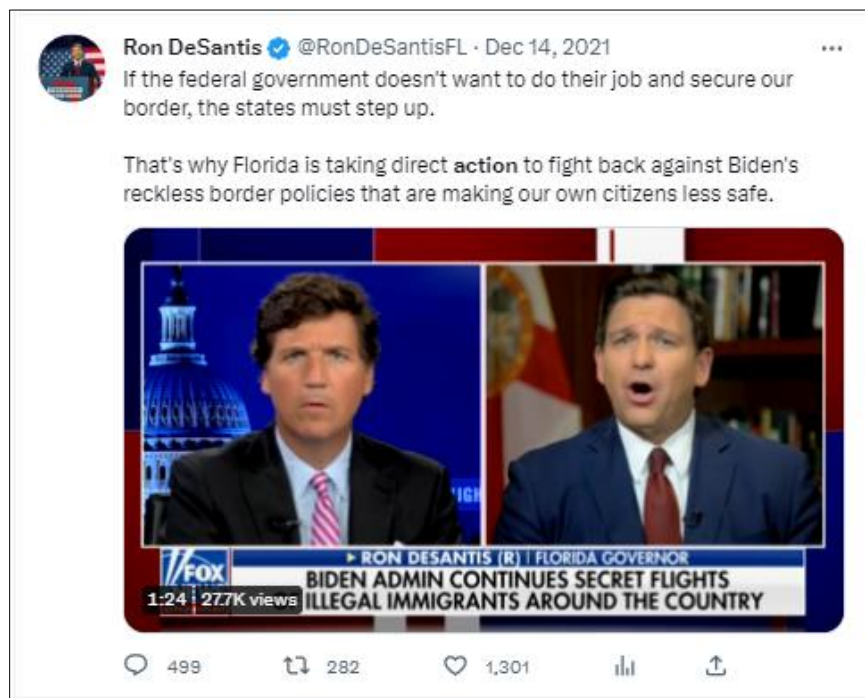 Ron DeSantis @RonDeSantisFL · Dec 14, 2021
If the federal government doesn't want to do their job and secure our
border, the states must step up.
That's why Florida is taking direct action to fight back against Biden's
reckless border policies that are making our own citizens less safe.
RON DESANTIS (R) | FLORIDA GOVERNOR
FOX
BIDEN ADMIN CONTINUES SECRET FLIGHTS
1:24 27.7K views
ILLEGAL IMMIGRANTS AROUND THE COUNTRY
499 282 1,301